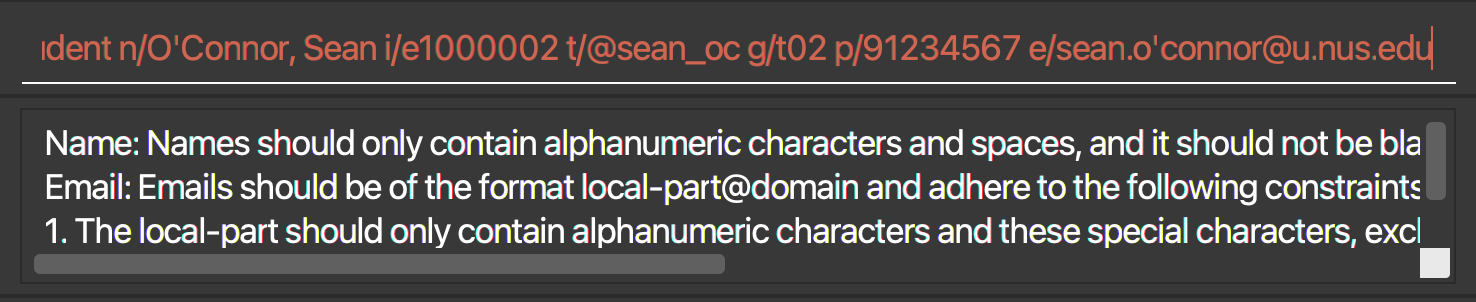 dent n/O'Connor, Sean i/e1000002 t/@sean_oc g/t02 p/91234567 e/sean.o'connor@u.nus.edu
Name: Names should only contain alphanumeric characters and spaces, and it should not be bla
Email: Emails should be of the format local-part@domain and adhere to the following constraints
1. The local-part should only contain alphanumeric characters and these special characters, excl